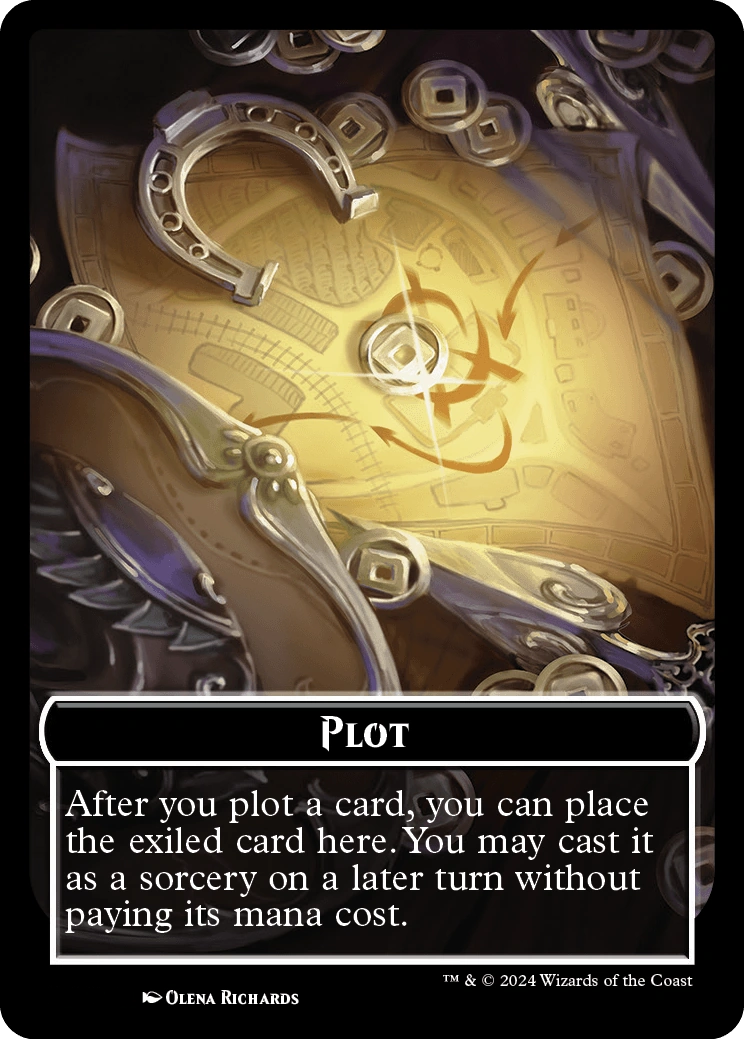 Plot
After you plot a card, you can place
the exiled card here. You may cast it
as a sorcery on a later turn without
paying its mana cost.
™ & © 2024 Wizards of the Coast
Olena Richards